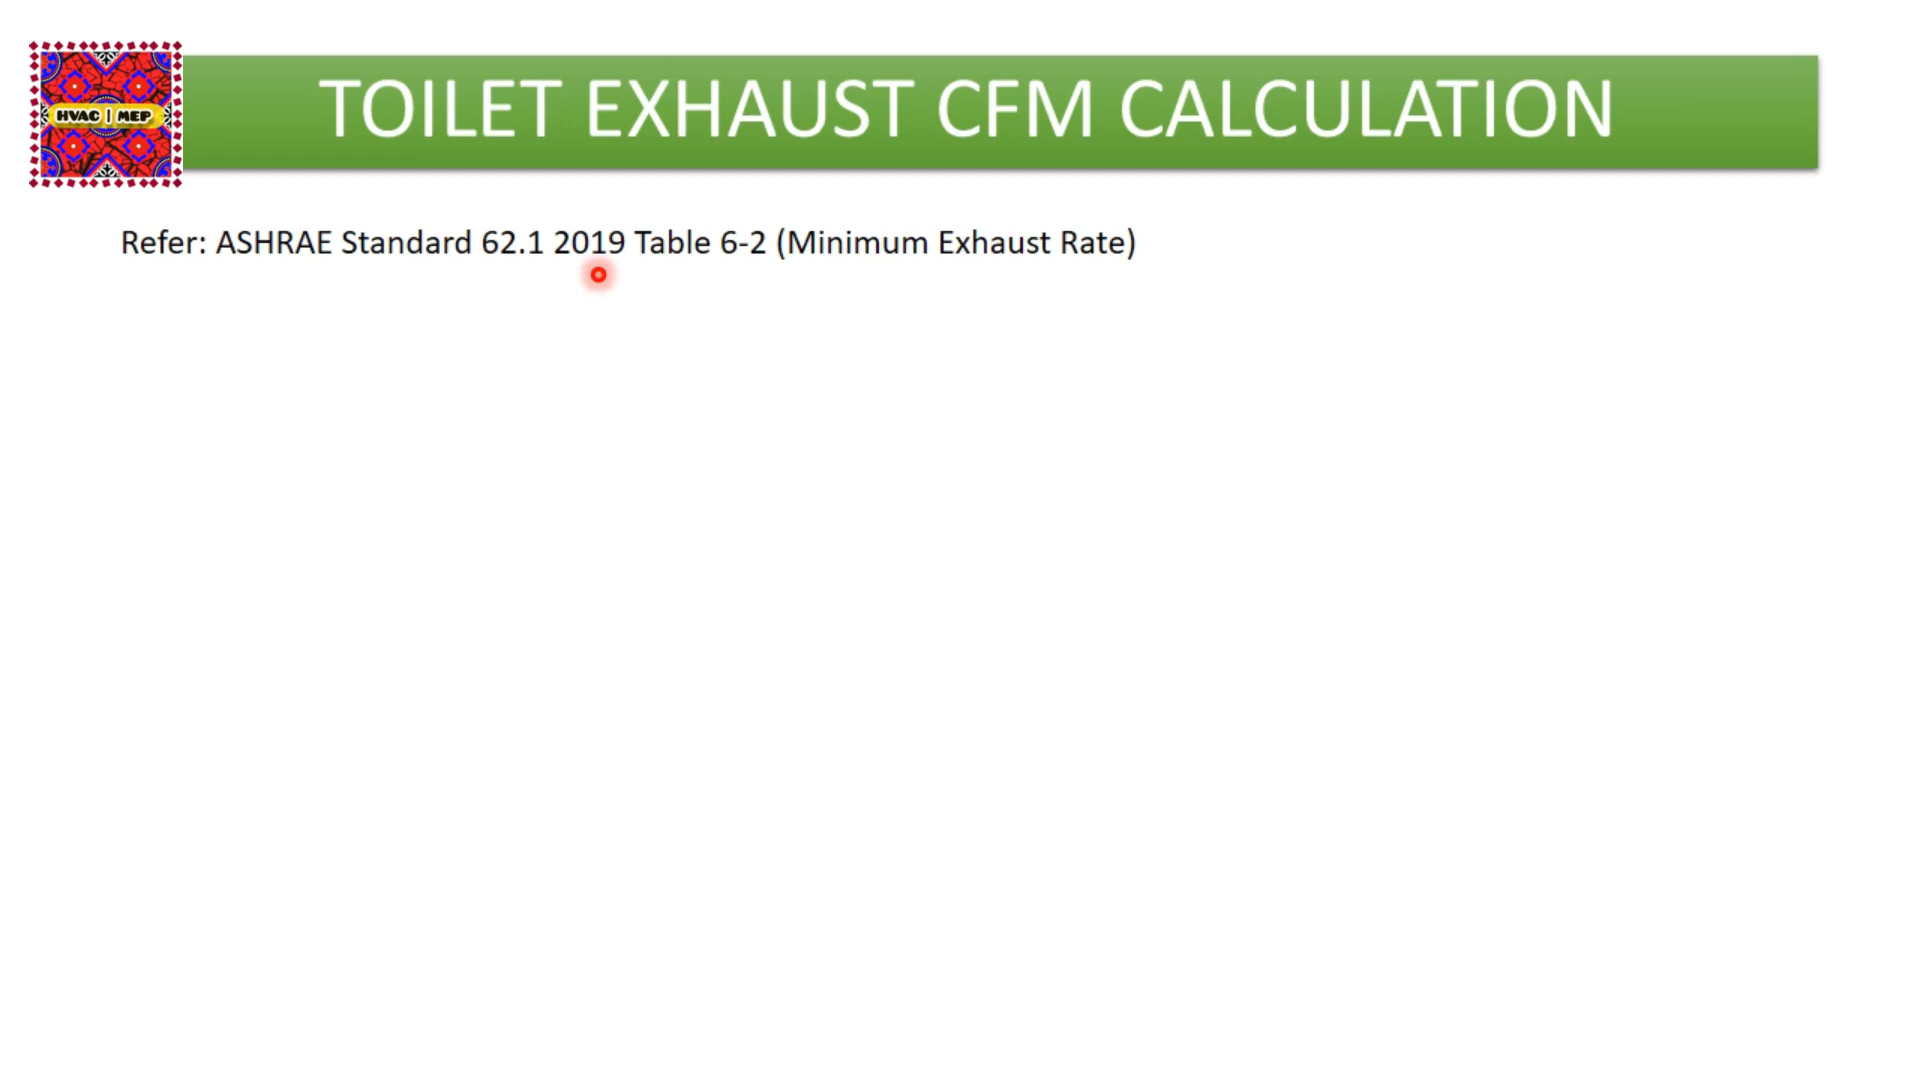 HVAC | MEP
TOILET EXHAUST CFM CALCULATION
Refer: ASHRAE Standard 62.1 2019 Table 6-2 (Minimum Exhaust Rate)